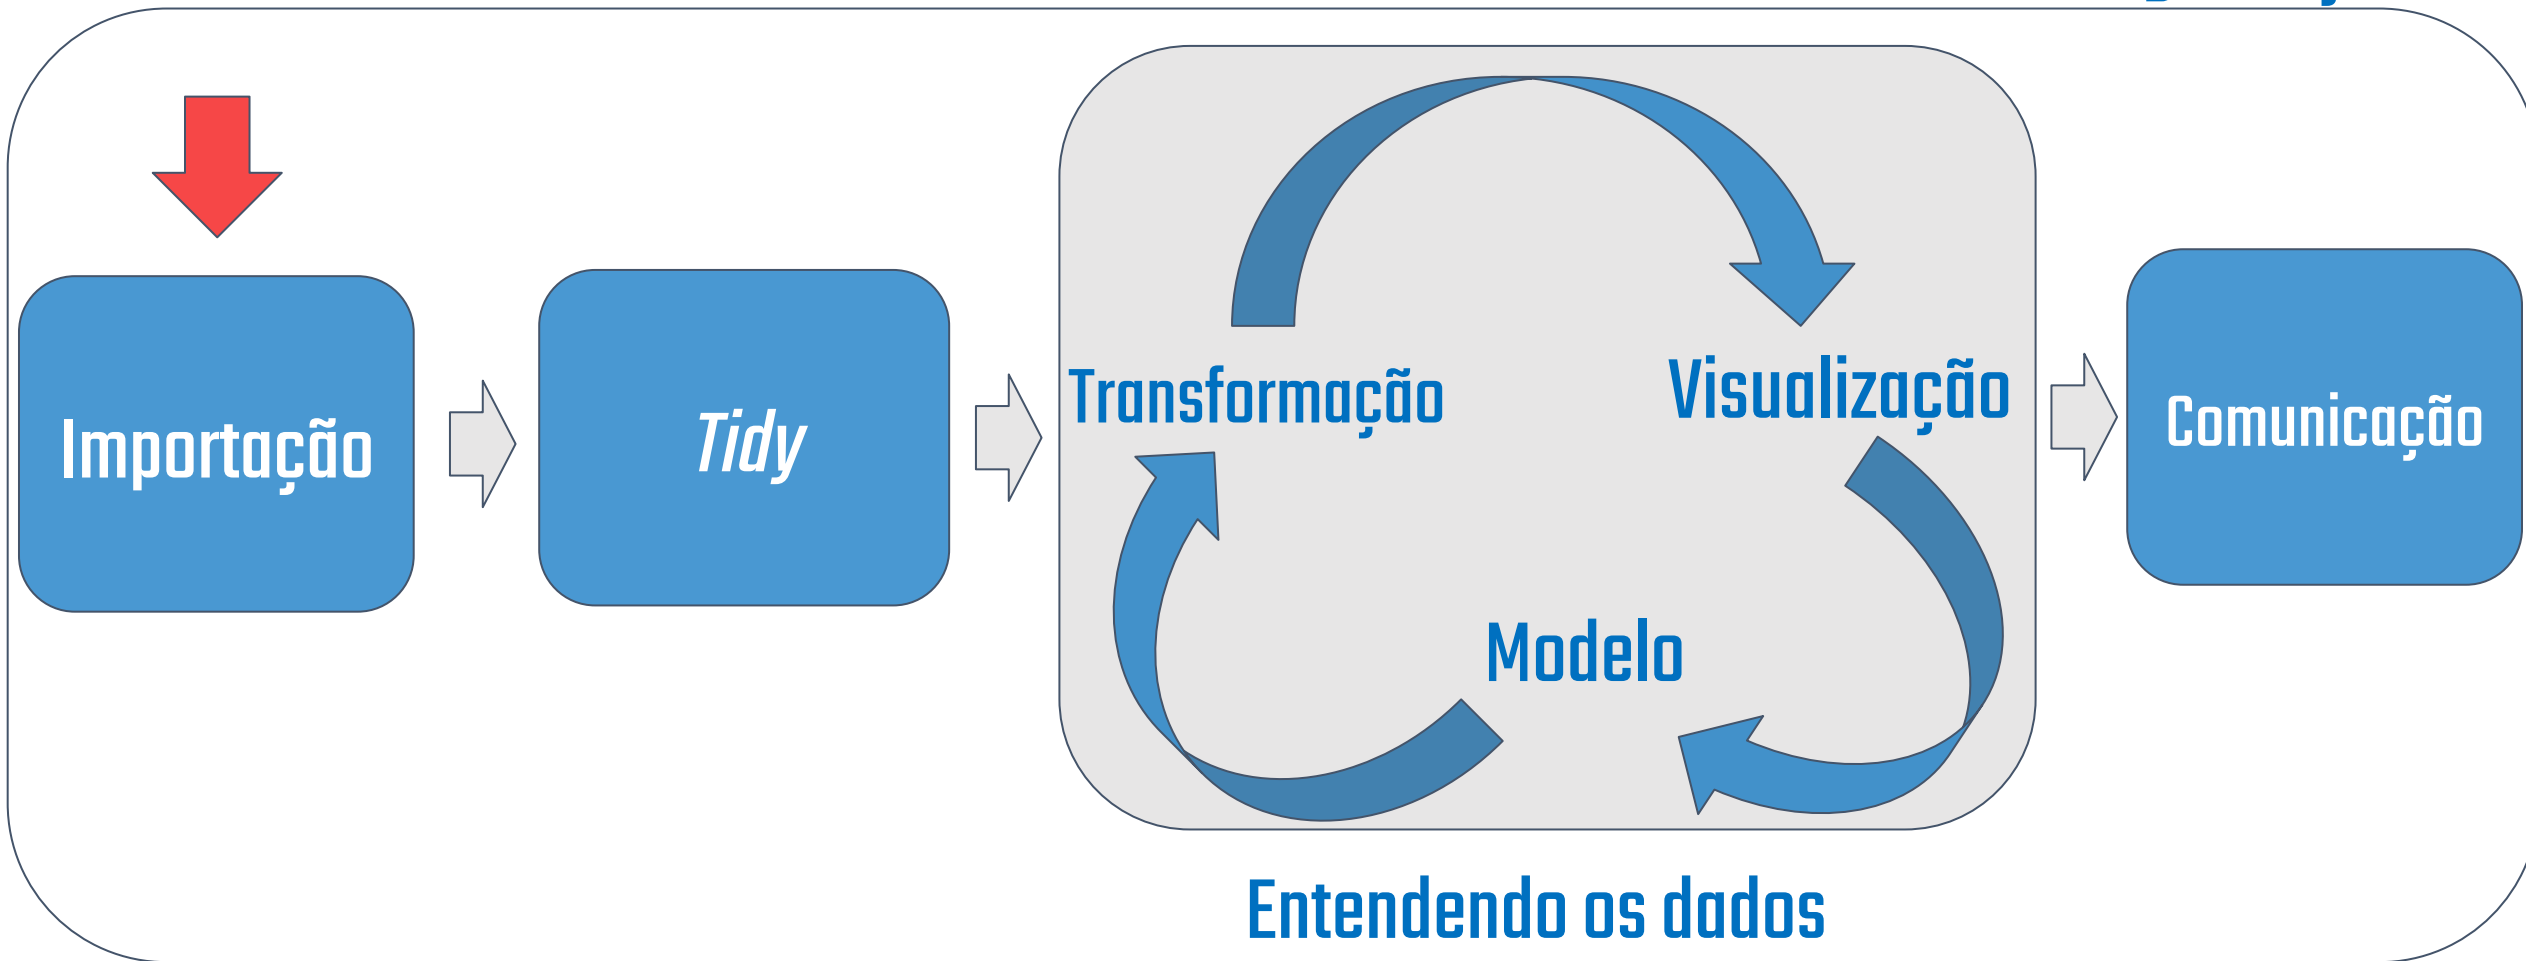 Transformação
Visualização
Importação
Tidy
Comunicação
Modelo
Entendendo os dados